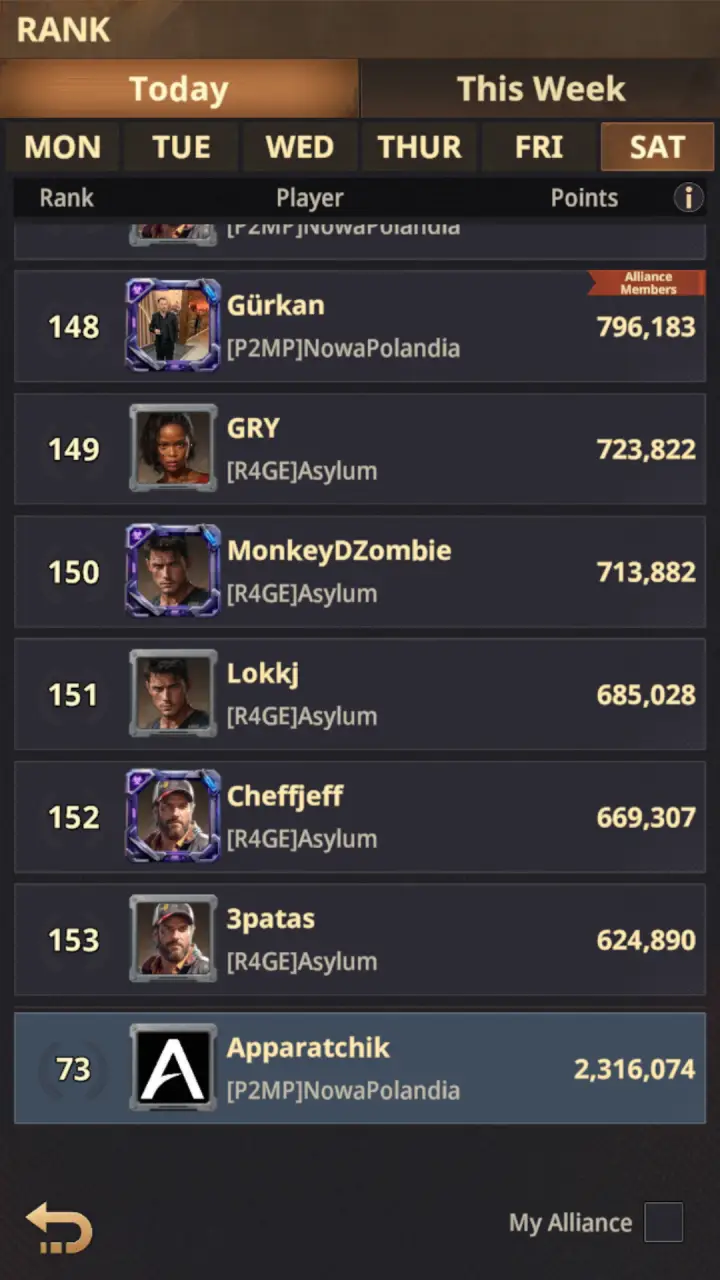 RANK
Today
This Week
MON TUE WED THUR FRI SAT
Rank Player Points
[P2MP]NowaPolandia
148 Gürkan Alliance Members 796,183
[P2MP]NowaPolandia
149 GRY 723,822
[R4GE]Asylum
150 MonkeyDZombie 713,882
[R4GE]Asylum
151 Lokkj 685,028
[R4GE]Asylum
152 Cheffjeff 669,307
[R4GE]Asylum
153 3patas 624,890
[R4GE]Asylum
73 Apparatchik 2,316,074
[P2MP]NowaPolandia
My Alliance